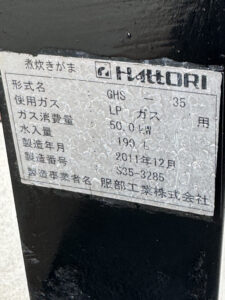 煮炊きがま HATTORI
形式名 GHS － 35
使用ガス LP ガス 用
ガス消費量 50.0 kW
水入量 199 L
製造年月 2011年12月
製造番号 S35-3285
製造事業者名 服部工業株式会社